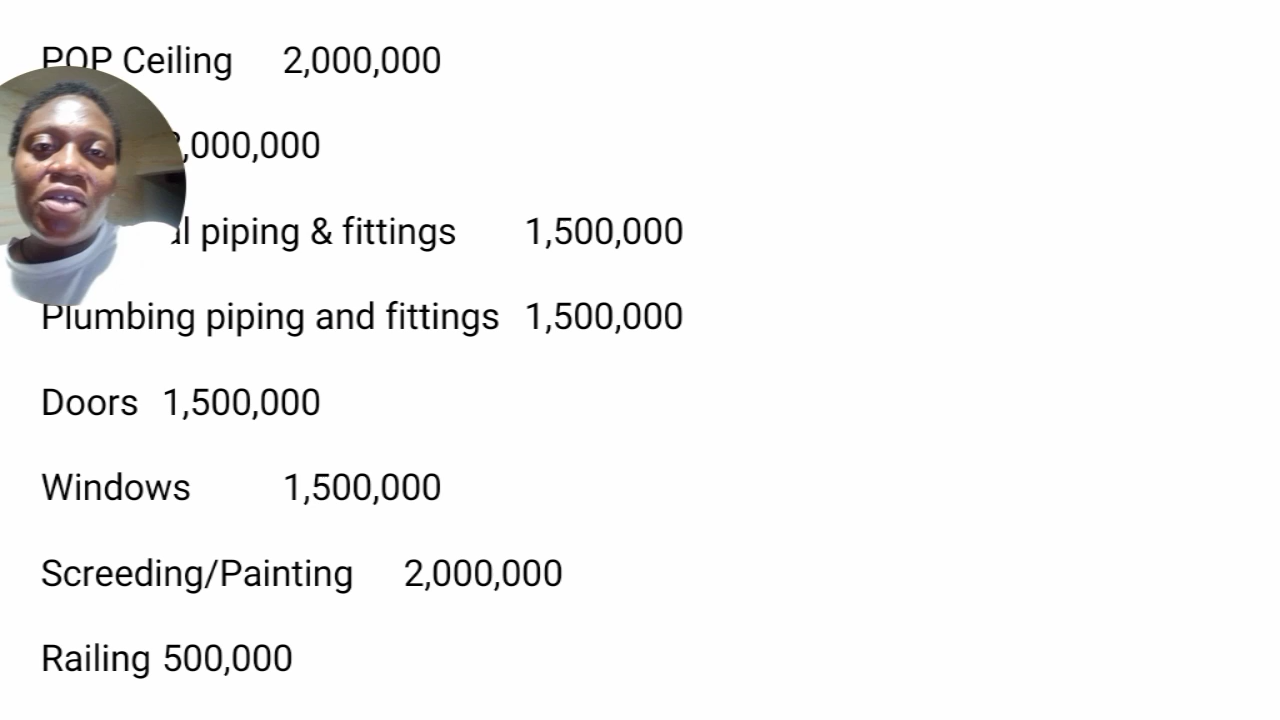 POP Ceiling 2,000,000
,000,000
piping & fittings 1,500,000
Plumbing piping and fittings 1,500,000
Doors 1,500,000
Windows 1,500,000
Screeding/Painting 2,000,000
Railing 500,000